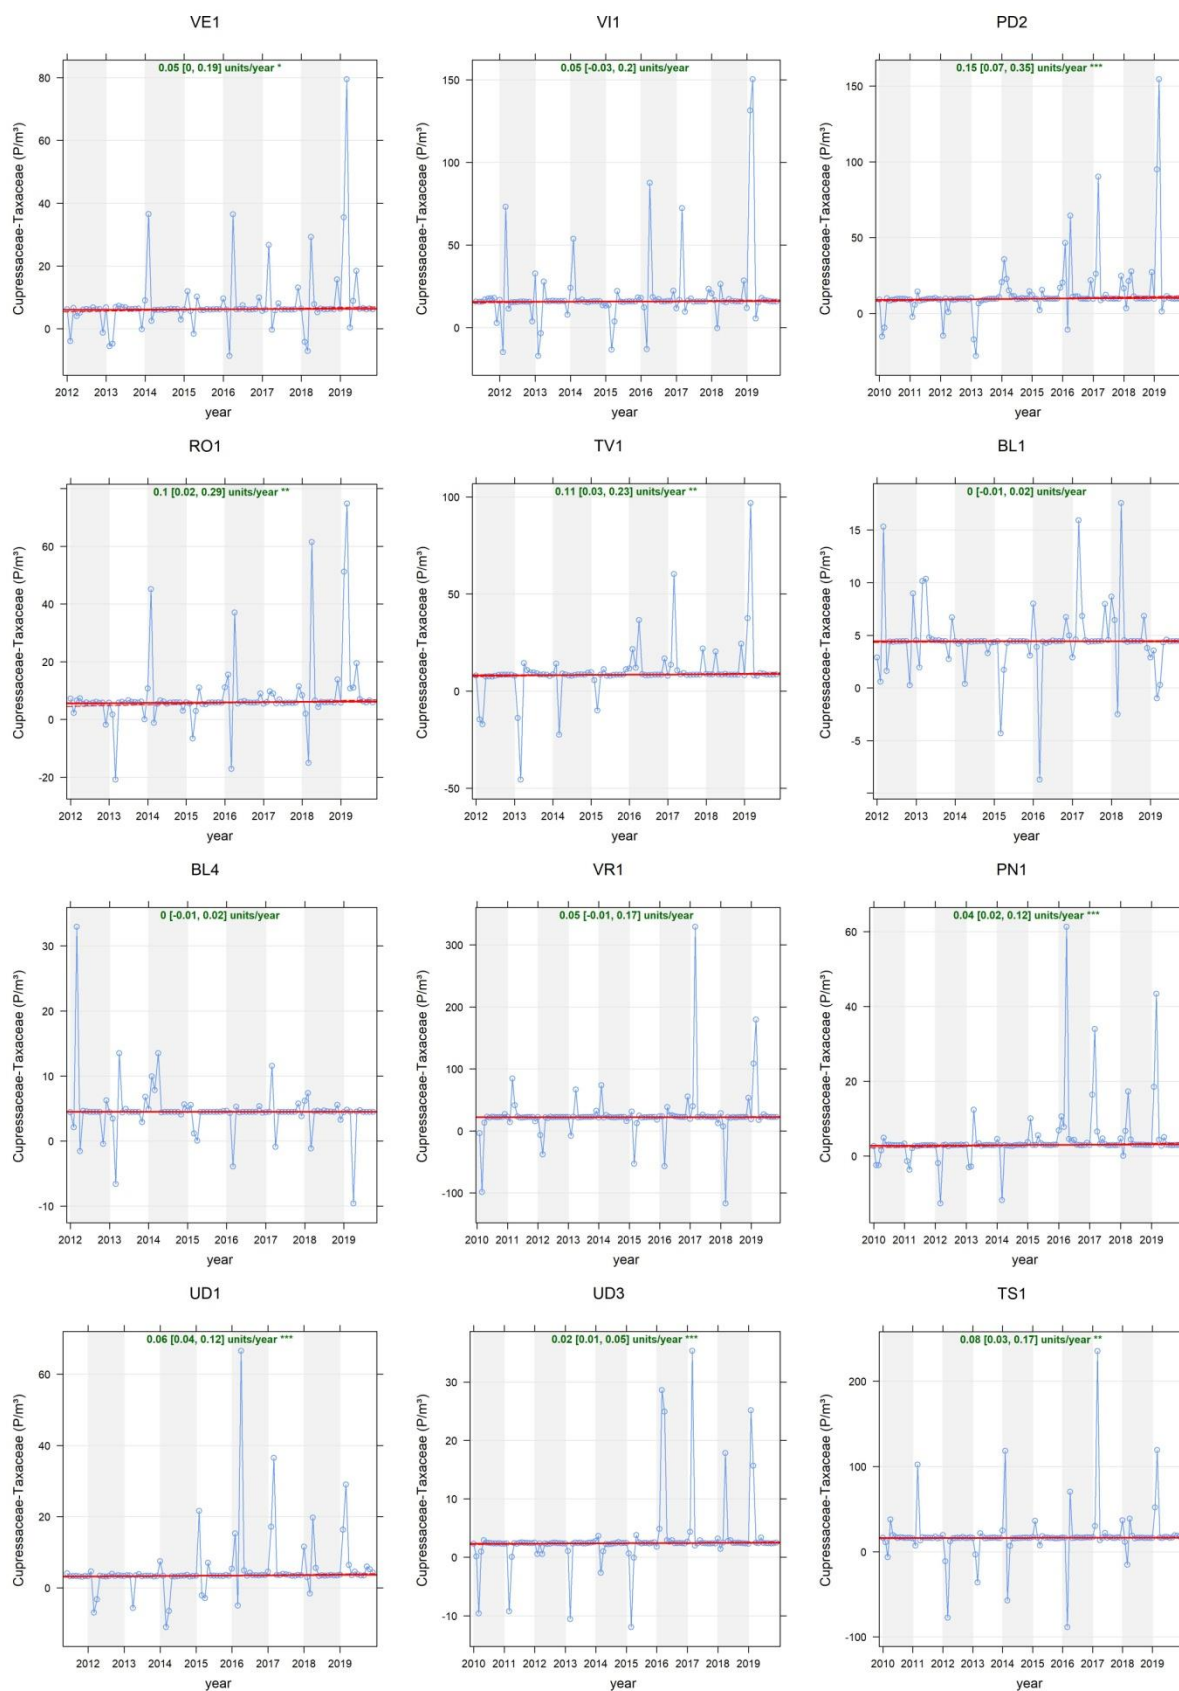 VE1
0.05 [0, 0.19] units/year *
Cupressaceae-Taxaceae (P/m³)
80
60
40
20
0
2012 2013 2014 2015 2016 2017 2018 2019
year
VI1
0.05 [-0.03, 0.2] units/year
Cupressaceae-Taxaceae (P/m³)
150
100
50
0
2012 2013 2014 2015 2016 2017 2018 2019
year
PD2
0.15 [0.07, 0.35] units/year ***
Cupressaceae-Taxaceae (P/m³)
150
100
50
0
2010 2011 2012 2013 2014 2015 2016 2017 2018 2019
year
RO1
0.1 [0.02, 0.29] units/year **
Cupressaceae-Taxaceae (P/m³)
60
40
20
0
-20
2012 2013 2014 2015 2016 2017 2018 2019
year
TV1
0.11 [0.03, 0.23] units/year **
Cupressaceae-Taxaceae (P/m³)
100
50
0
-50
2012 2013 2014 2015 2016 2017 2018 2019
year
BL1
0 [-0.01, 0.02] units/year
Cupressaceae-Taxaceae (P/m³)
15
10
5
0
-5
2012 2013 2014 2015 2016 2017 2018 2019
year
BL4
0 [-0.01, 0.02] units/year
Cupressaceae-Taxaceae (P/m³)
30
20
10
0
-10
2012 2013 2014 2015 2016 2017 2018 2019
year
VR1
0.05 [-0.01, 0.17] units/year
Cupressaceae-Taxaceae (P/m³)
300
200
100
0
-100
2010 2011 2012 2013 2014 2015 2016 2017 2018 2019
year
PN1
0.04 [0.02, 0.12] units/year ***
Cupressaceae-Taxaceae (P/m³)
60
40
20
0
2010 2011 2012 2013 2014 2015 2016 2017 2018 2019
year
UD1
0.06 [0.04, 0.12] units/year ***
Cupressaceae-Taxaceae (P/m³)
60
40
20
0
2012 2013 2014 2015 2016 2017 2018 2019
year
UD3
0.02 [0.01, 0.05] units/year ***
Cupressaceae-Taxaceae (P/m³)
30
20
10
0
-10
2010 2011 2012 2013 2014 2015 2016 2017 2018 2019
year
TS1
0.08 [0.03, 0.17] units/year **
Cupressaceae-Taxaceae (P/m³)
200
100
0
-100
2010 2011 2012 2013 2014 2015 2016 2017 2018 2019
year